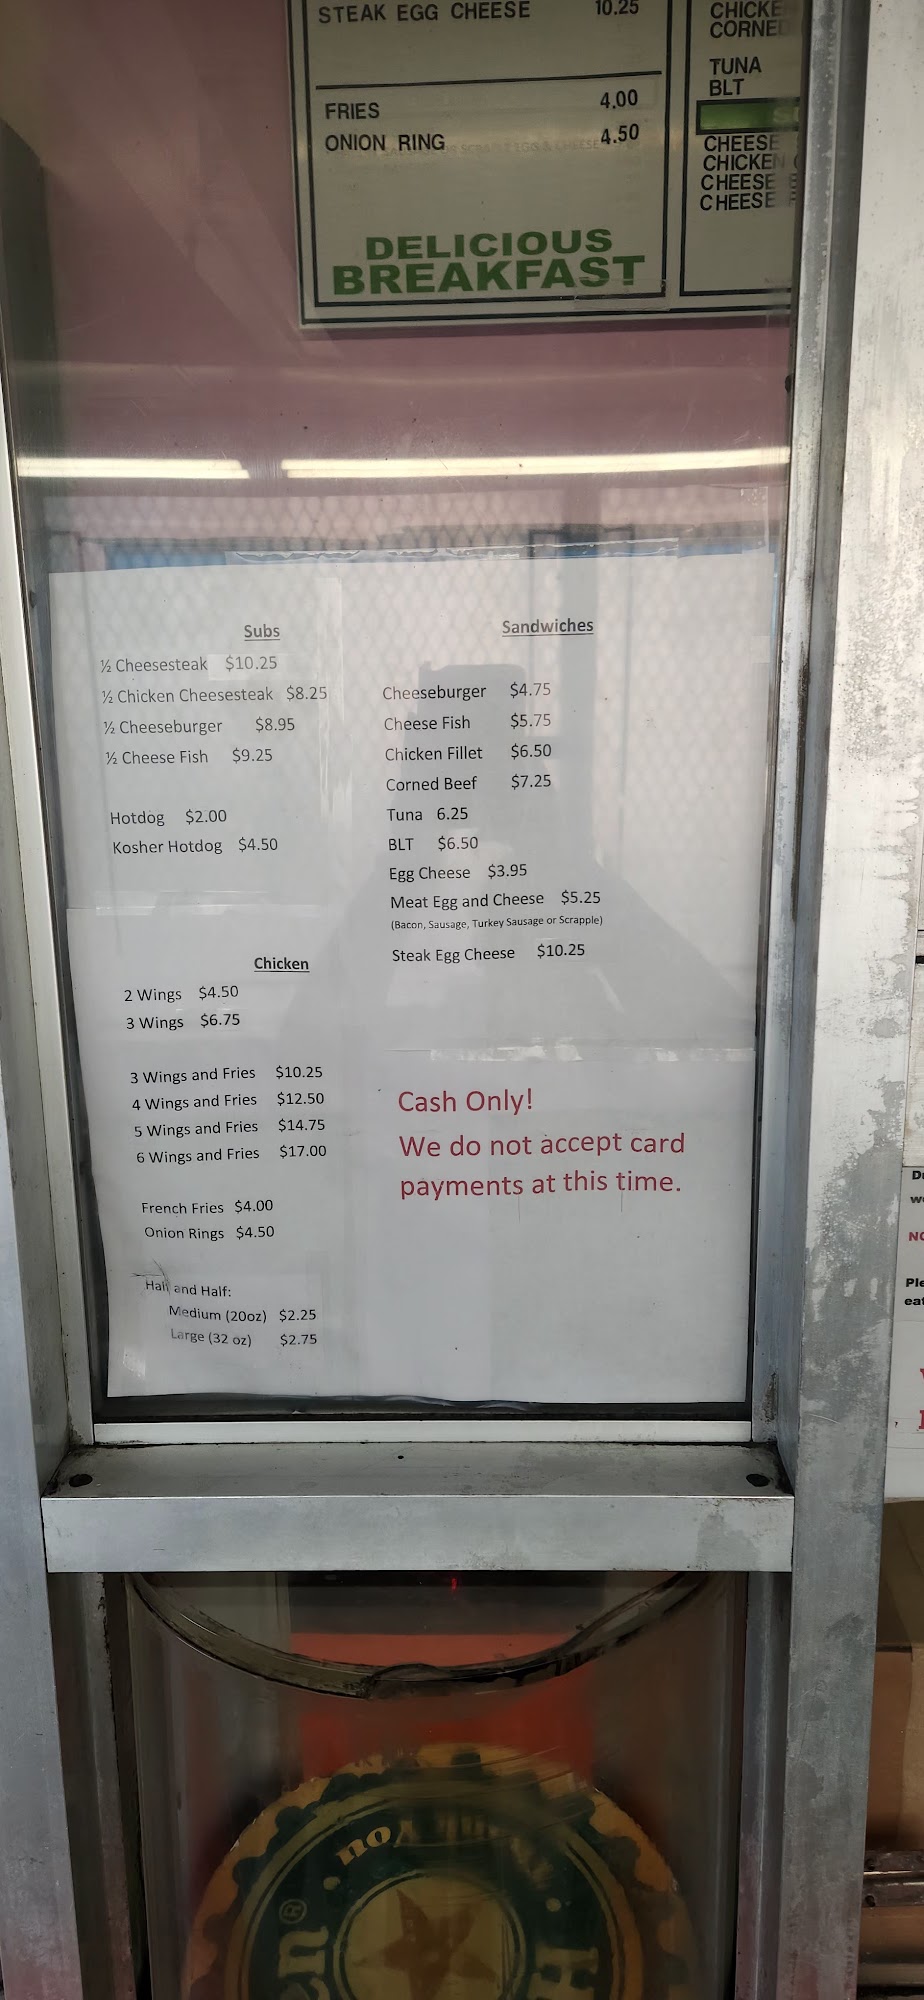 STEAK EGG CHEESE 10.25
FRIES 4.00
ONION RING 4.50
DELICIOUS
BREAKFAST
CORNED
TUNA
BLT
CHEESE
CHICKEN
CHEESE
CHEESE
Subs
½ Cheesesteak $10.25
½ Chicken Cheesesteak $8.25
½ Cheeseburger $8.95
½ Cheese Fish $9.25
Hotdog $2.00
Kosher Hotdog $4.50
Sandwiches
Cheeseburger $4.75
Cheese Fish $5.75
Chicken Fillet $6.50
Corned Beef $7.25
Tuna 6.25
BLT $6.50
Egg Cheese $3.95
Meat Egg and Cheese $5.25
(Bacon, Sausage, Turkey Sausage or Scrapple)
Steak Egg Cheese $10.25
Chicken
2 Wings $4.50
3 Wings $6.75
3 Wings and Fries $10.25
4 Wings and Fries $12.50
5 Wings and Fries $14.75
6 Wings and Fries $17.00
French Fries $4.00
Onion Rings $4.50
Half and Half:
Medium (20oz) $2.25
Large (32 oz) $2.75
Cash Only!
We do not accept card
payments at this time.
You